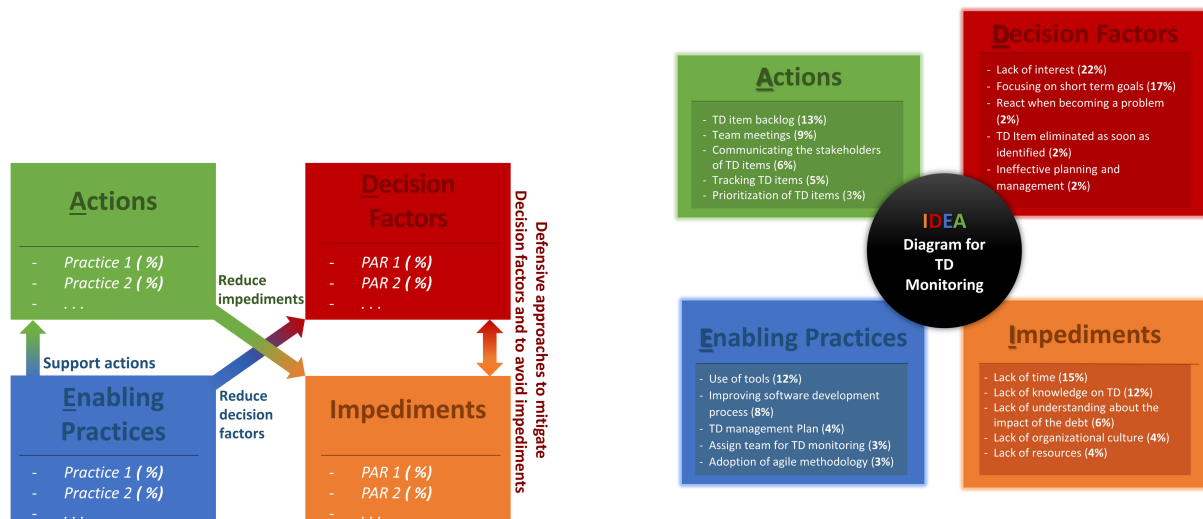 Actions
- Practice 1 ( %)
- Practice 2 ( %)
- . . .
Decision
Factors
- PAR 1 ( %)
- PAR 2 ( %)
- . . .
Reduce
impediments
Support actions
Reduce
decision
factors
Enabling
Practices
- Practice 1 ( %)
- Practice 2 ( %)
- . . .
Impediments
- PAR 1 ( %)
- PAR 2 ( %)
- . . .
Defensive approaches to mitigate
Decision factors and to avoid impediments
Actions
- TD item backlog (13%)
- Team meetings (9%)
- Communicating the stakeholders
of TD items (6%)
- Tracking TD items (5%)
- Prioritization of TD items (3%)
Decision Factors
- Lack of interest (22%)
- Focusing on short term goals (17%)
- React when becoming a problem
(2%)
- TD Item eliminated as soon as
identified (2%)
- Ineffective planning and
management (2%)
IDEA
Diagram for
TD
Monitoring
Enabling Practices
- Use of tools (12%)
- Improving software development
process (8%)
- TD management Plan (4%)
- Assign team for TD monitoring (3%)
- Adoption of agile methodology (3%)
Impediments
- Lack of time (15%)
- Lack of knowledge on TD (12%)
- Lack of understanding about the
impact of the debt (6%)
- Lack of organizational culture (4%)
- Lack of resources (4%)